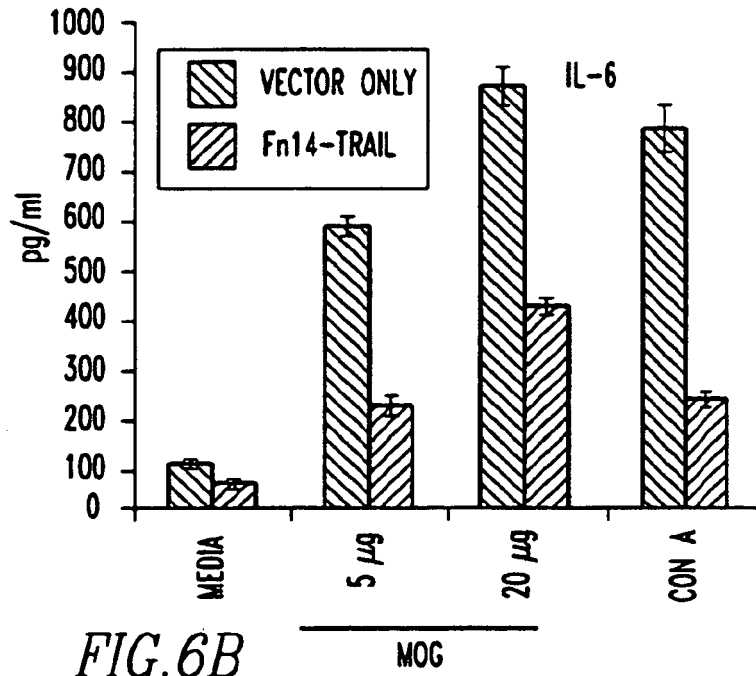 1000
900
800
700
600
500
400
300
200
100
0
pg/ml
VECTOR ONLY
Fn14-TRAIL
IL-6
MEDIA
5 µg
20 µg
CON A
MOG
FIG.6B